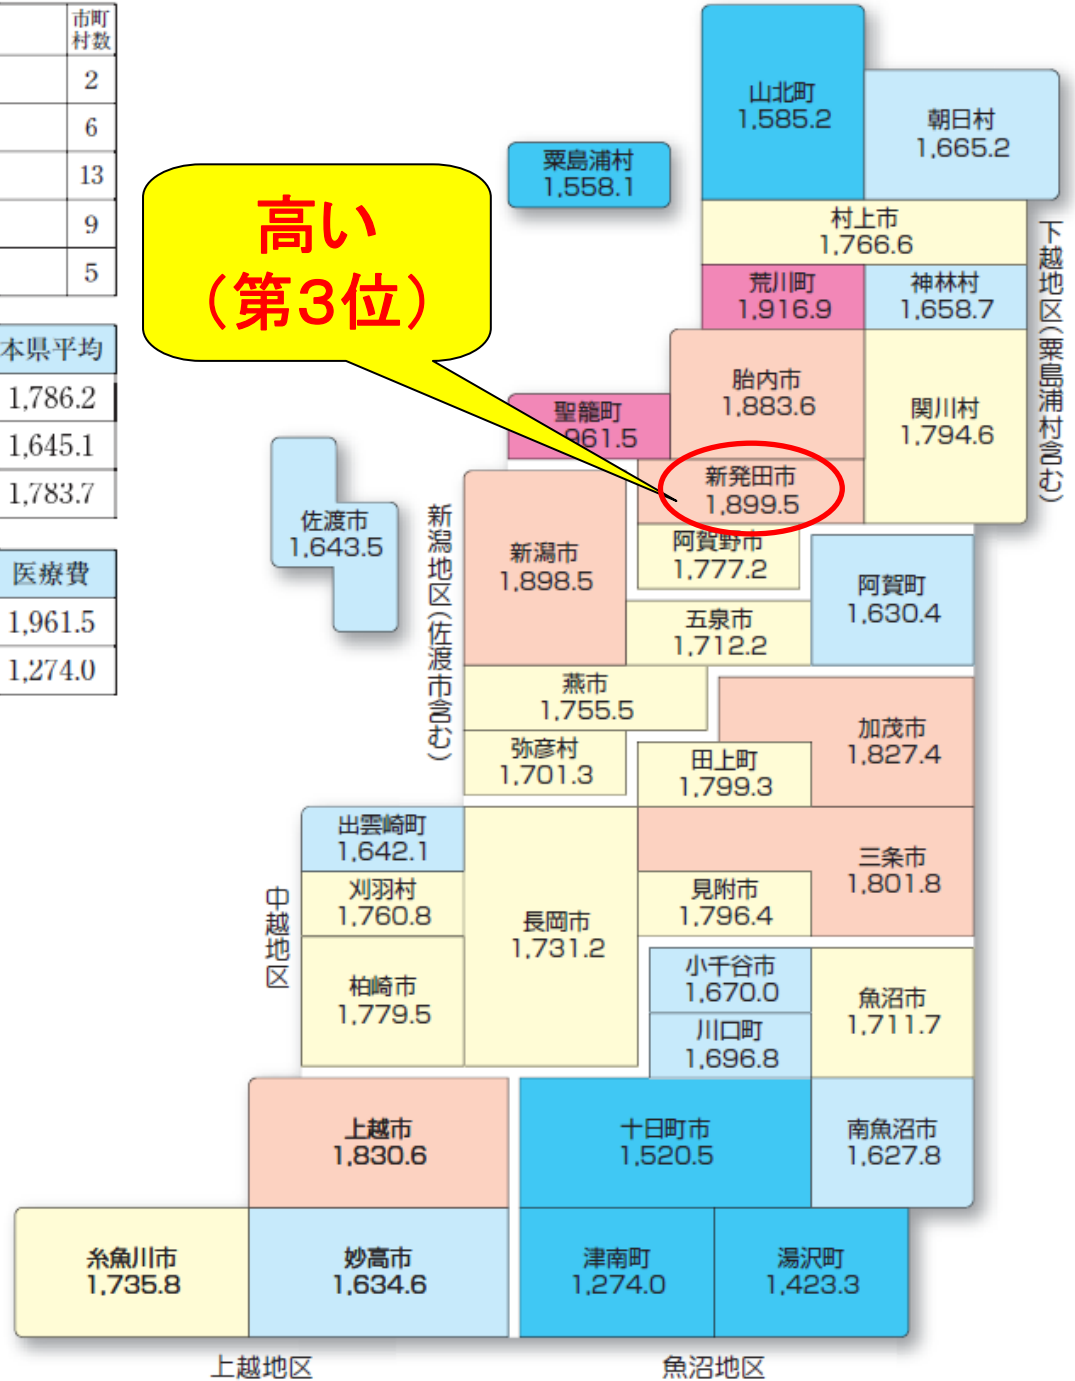 市町
村数
2
6
13
9
5
本県平均
1,786.2
1,645.1
1,783.7
医療費
1,961.5
1,274.0
高い
（第3位）
山北町
1,585.2
朝日村
1,665.2
粟島浦村
1,558.1
村上市
1,766.6
荒川町
1,916.9
神林村
1,658.7
下越地区（粟島浦村含む）
胎内市
1,883.6
関川村
1,794.6
聖籠町
961.5
新発田市
1,899.5
佐渡市
1,643.5
新潟地区（佐渡市含む）
新潟市
1,898.5
阿賀野市
1,777.2
阿賀町
1,630.4
五泉市
1,712.2
燕市
1,755.5
弥彦村
1,701.3
加茂市
1,827.4
田上町
1,799.3
出雲崎町
1,642.1
三条市
1,801.8
中越地区
刈羽村
1,760.8
見附市
1,796.4
長岡市
1,731.2
柏崎市
1,779.5
小千谷市
1,670.0
魚沼市
1,711.7
川口町
1,696.8
上越市
1,830.6
十日町市
1,520.5
南魚沼市
1,627.8
糸魚川市
1,735.8
妙高市
1,634.6
津南町
1,274.0
湯沢町
1,423.3
上越地区
魚沼地区